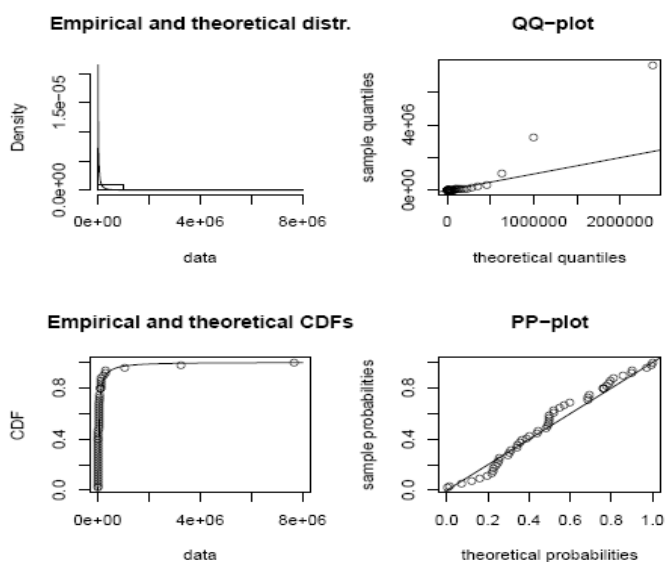 Empirical and theoretical distr.
Density
0.0e+00 1.5e-05
0e+00 4e+06 8e+06
data
QQ-plot
sample quantiles
0e+00 4e+06
0 1000000 2000000
theoretical quantiles
Empirical and theoretical CDFs
CDF
0.0 0.4 0.8
0e+00 4e+06 8e+06
data
PP-plot
sample probabilities
0.0 0.4 0.8
0.0 0.2 0.4 0.6 0.8 1.0
theoretical probabilities